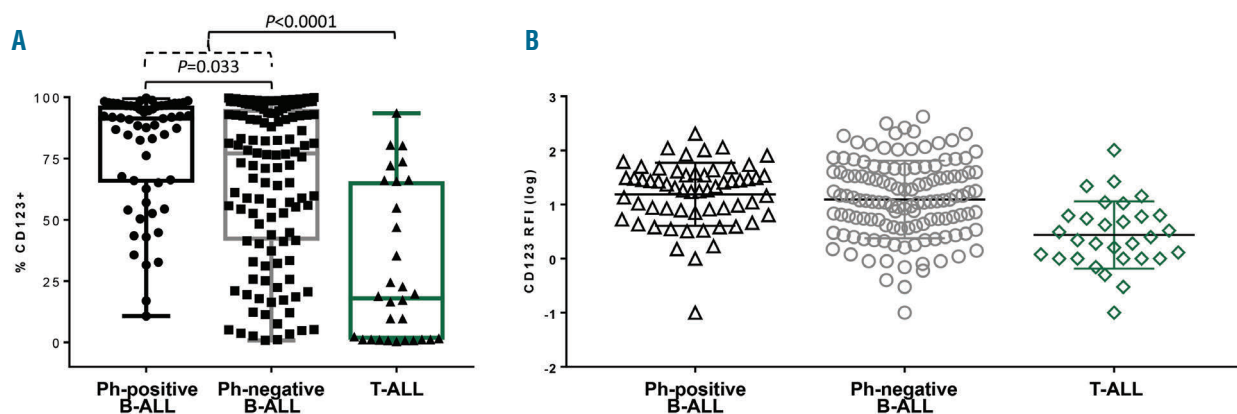 A
P<0.0001
P=0.033
% CD123+
100
75
50
25
0
Ph-positive
B-ALL
Ph-negative
B-ALL
T-ALL
B
CD123 RFI (log)
3
2
1
0
-1
-2
Ph-positive
B-ALL
Ph-negative
B-ALL
T-ALL